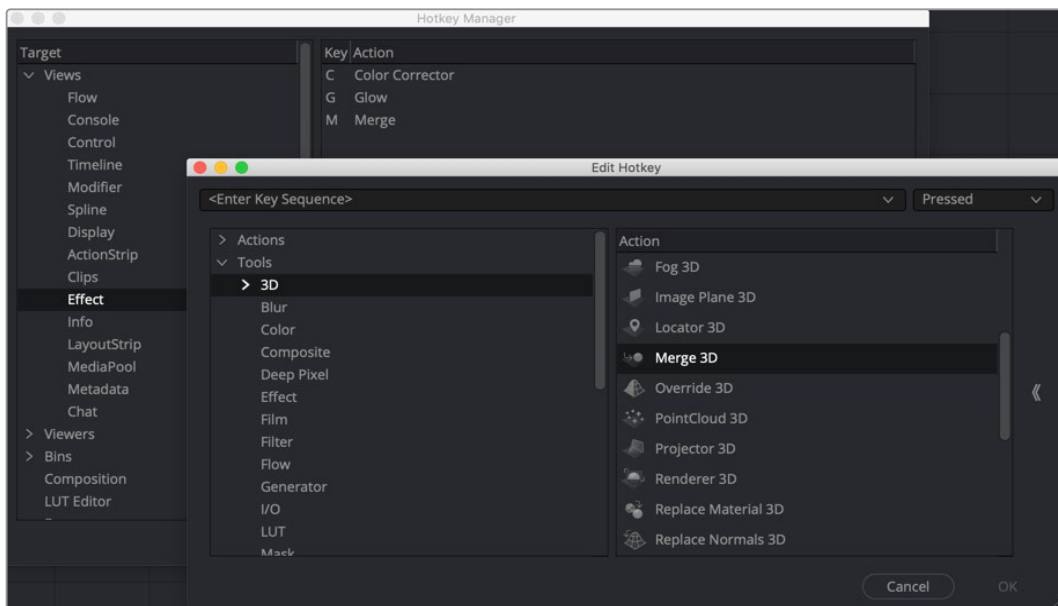 Hotkey Manager
Target
Views
Flow
Console
Control
Timeline
Modifier
Spline
Display
ActionStrip
Clips
Effect
Info
LayoutStrip
MediaPool
Metadata
Chat
Viewers
Bins
Composition
LUT Editor
Key Action
C Color Corrector
G Glow
M Merge
Edit Hotkey
<Enter Key Sequence>
Pressed
Actions
Tools
3D
Blur
Color
Composite
Deep Pixel
Effect
Film
Filter
Flow
Generator
I/O
LUT
Mask
Action
Fog 3D
Image Plane 3D
Locator 3D
Merge 3D
Override 3D
PointCloud 3D
Projector 3D
Renderer 3D
Replace Material 3D
Replace Normals 3D
Cancel
OK